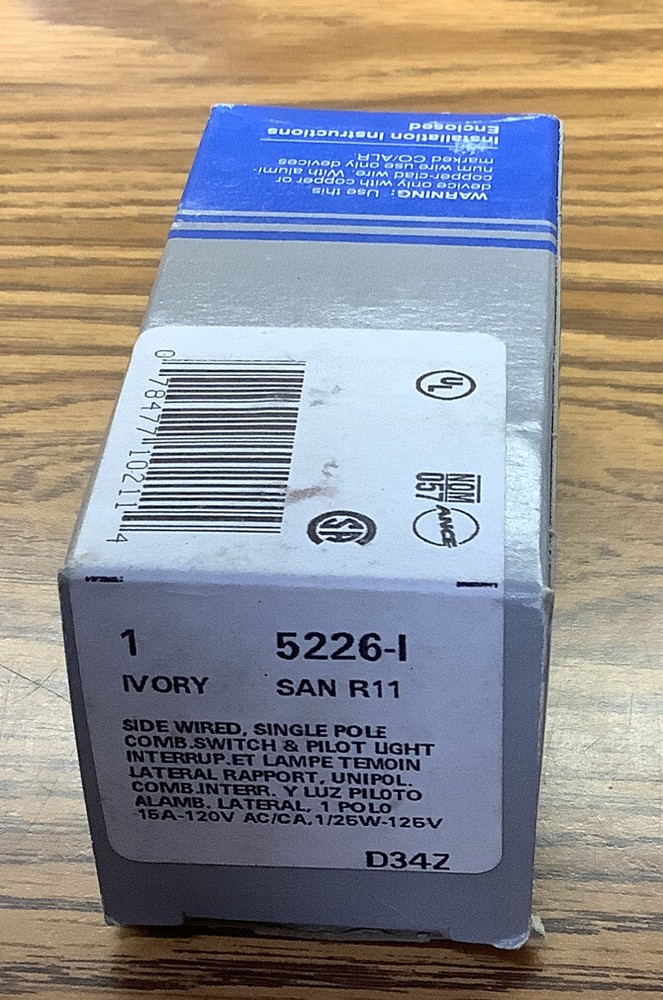 Installation Instructions
Enclosed
WARNING: Use this
device only with copper or
copper-clad wire. With alumi-
num wire use only devices
marked CO/ALR
0 78477 10211 4
UL
NOM
057
ANCE
SA
1 5226-I
IVORY SAN R11
SIDE WIRED, SINGLE POLE
COMB.SWITCH & PILOT LIGHT
INTERRUP.ET LAMPE TEMOIN
LATERAL RAPPORT, UNIPOL.
COMB.INTERR. Y LUZ PILOTO
ALAMB. LATERAL, 1 POLO
15A-120V AC/CA,1/25W-125V
D34Z